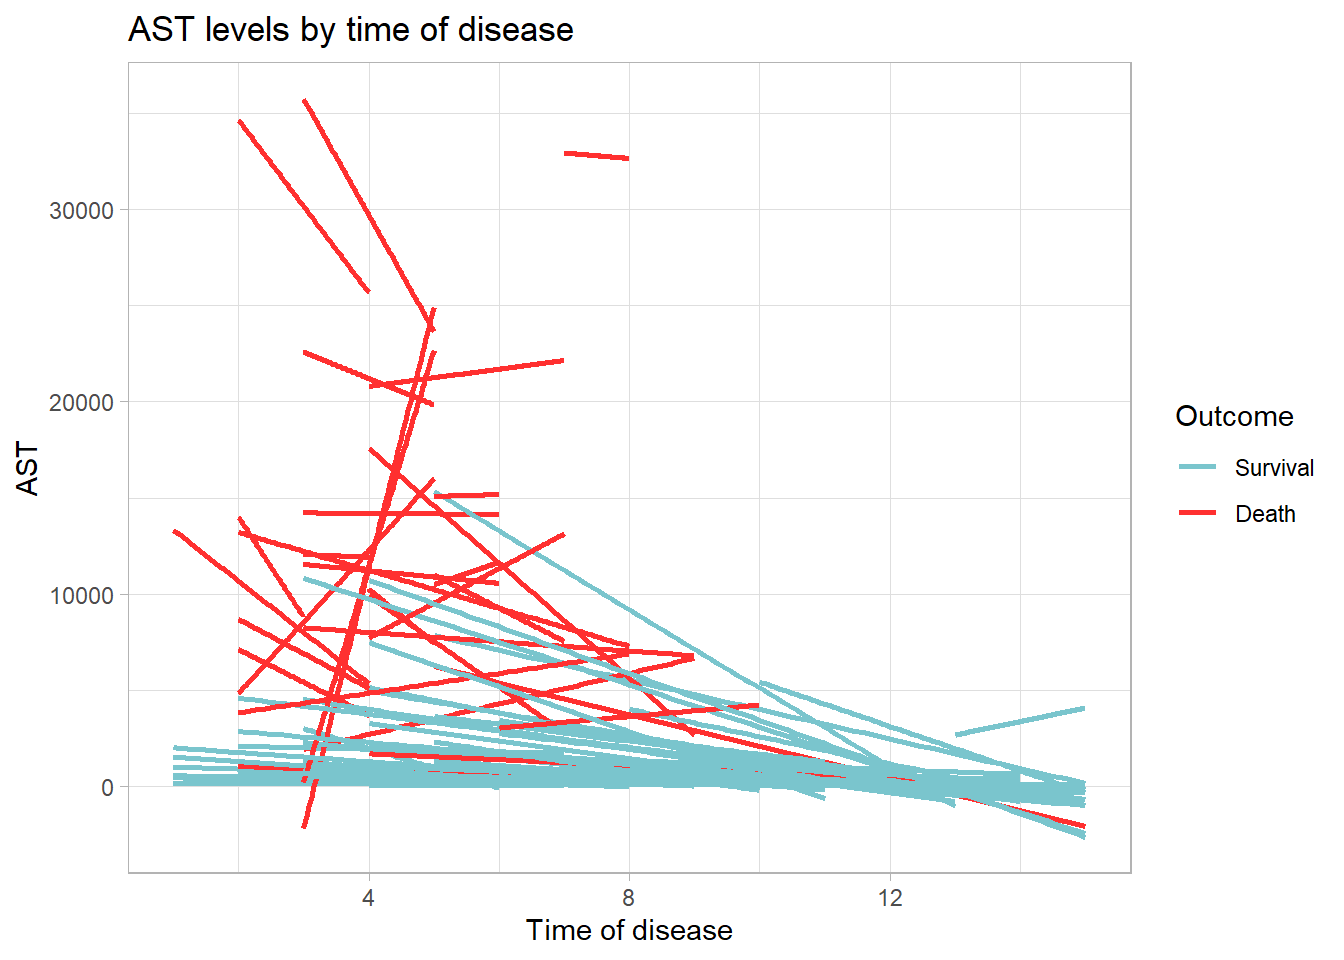 AST levels by time of disease
30000
20000
10000
0
AST
4
8
12
Time of disease
Outcome
Survival
Death